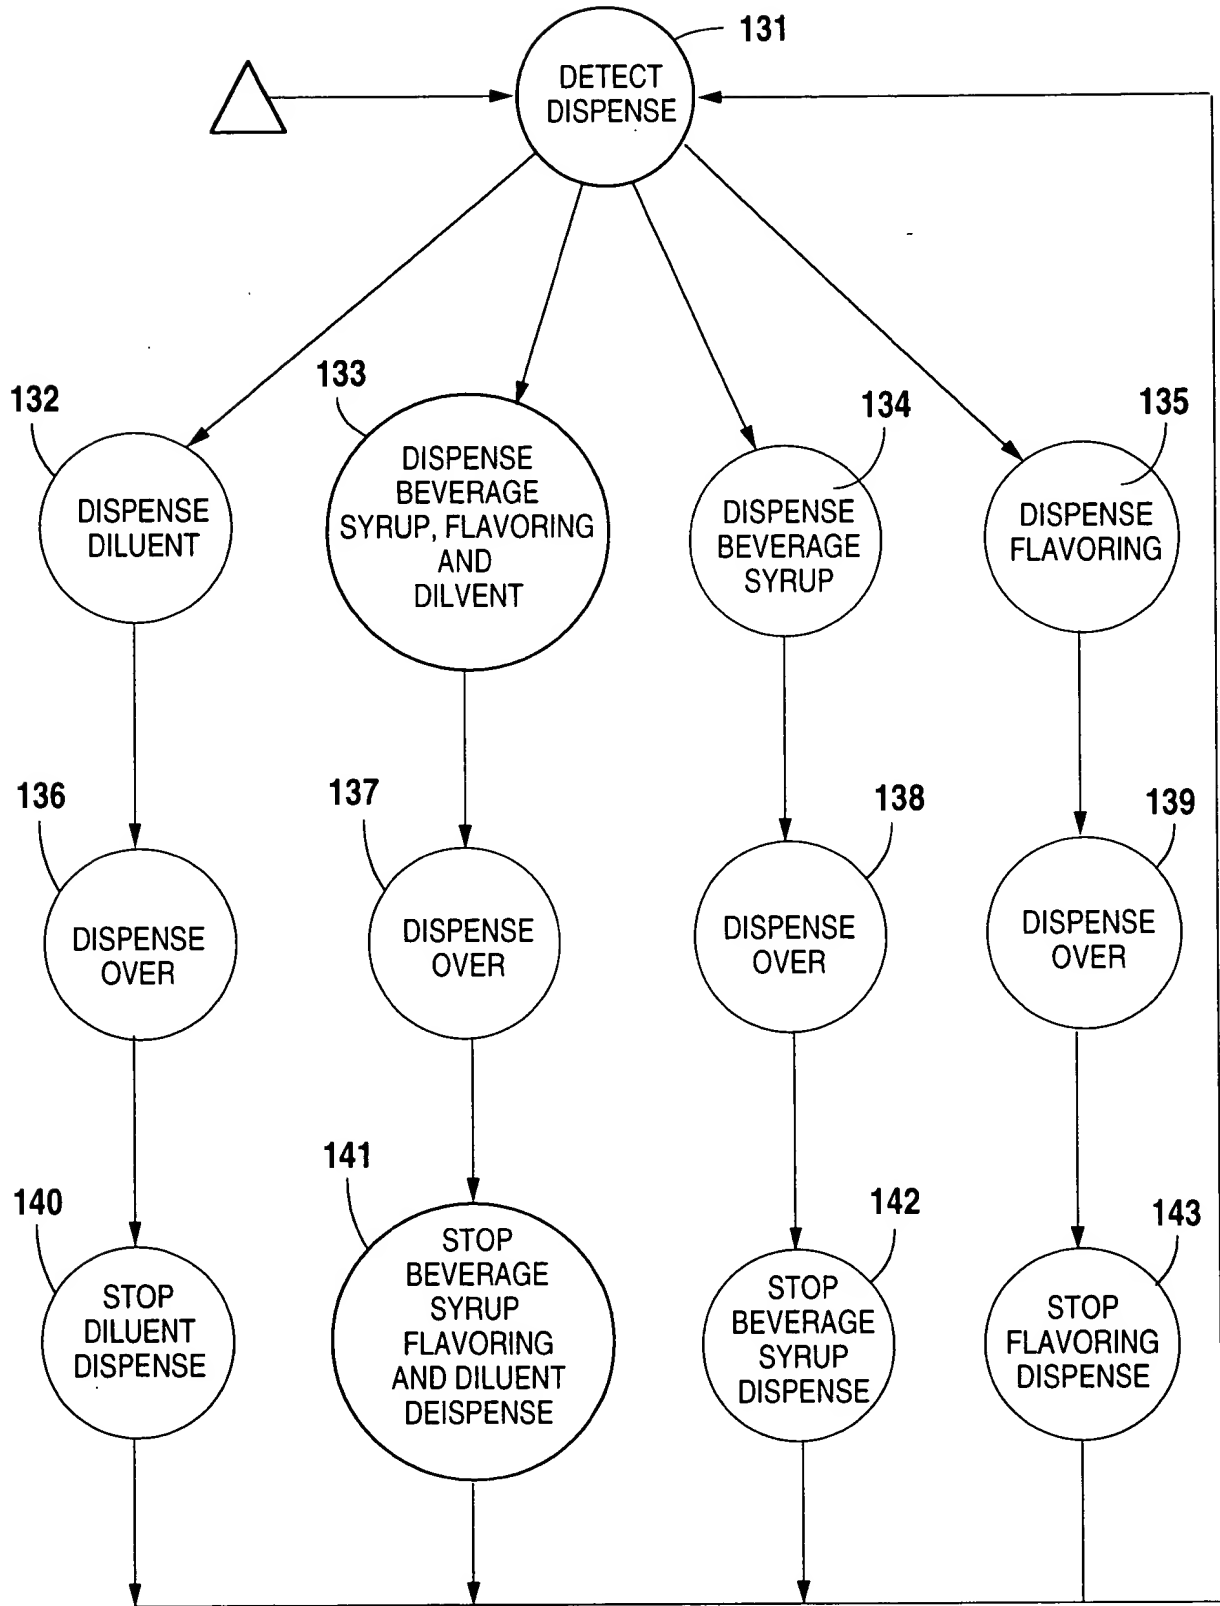 131
DETECT
DISPENSE
132
DISPENSE
DILUENT
133
DISPENSE
BEVERAGE
SYRUP, FLAVORING
AND
DILVENT
134
DISPENSE
BEVERAGE
SYRUP
135
DISPENSE
FLAVORING
136
DISPENSE
OVER
137
DISPENSE
OVER
138
DISPENSE
OVER
139
DISPENSE
OVER
140
STOP
DILUENT
DISPENSE
141
STOP
BEVERAGE
SYRUP
FLAVORING
AND DILUENT
DEISPENSE
142
STOP
BEVERAGE
SYRUP
DISPENSE
143
STOP
FLAVORING
DISPENSE